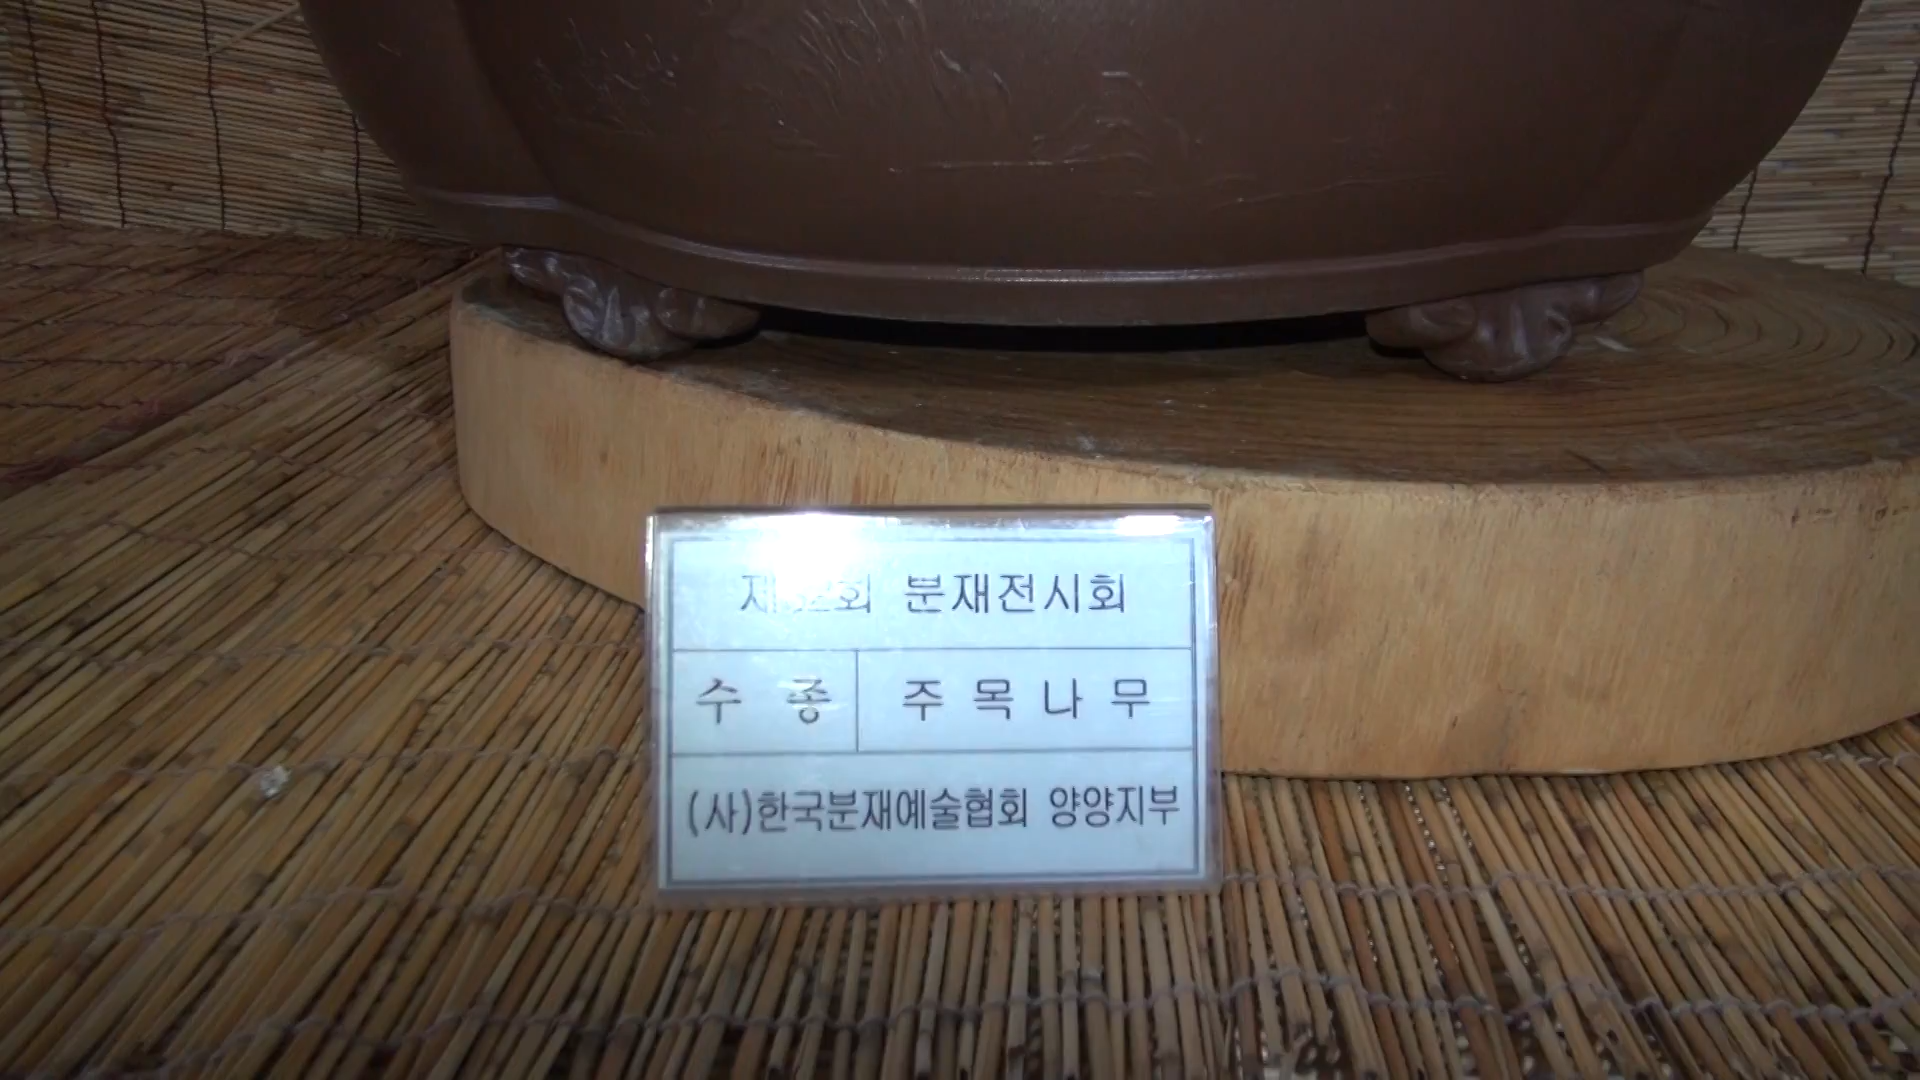 분재전시회
수 종 주 목 나 무
(사)한국분재예술협회 양양지부